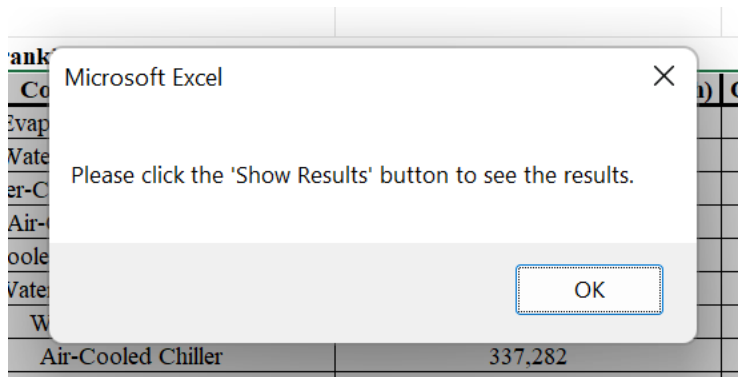 Microsoft Excel
Please click the 'Show Results' button to see the results.
OK
Air-Cooled Chiller 337,282